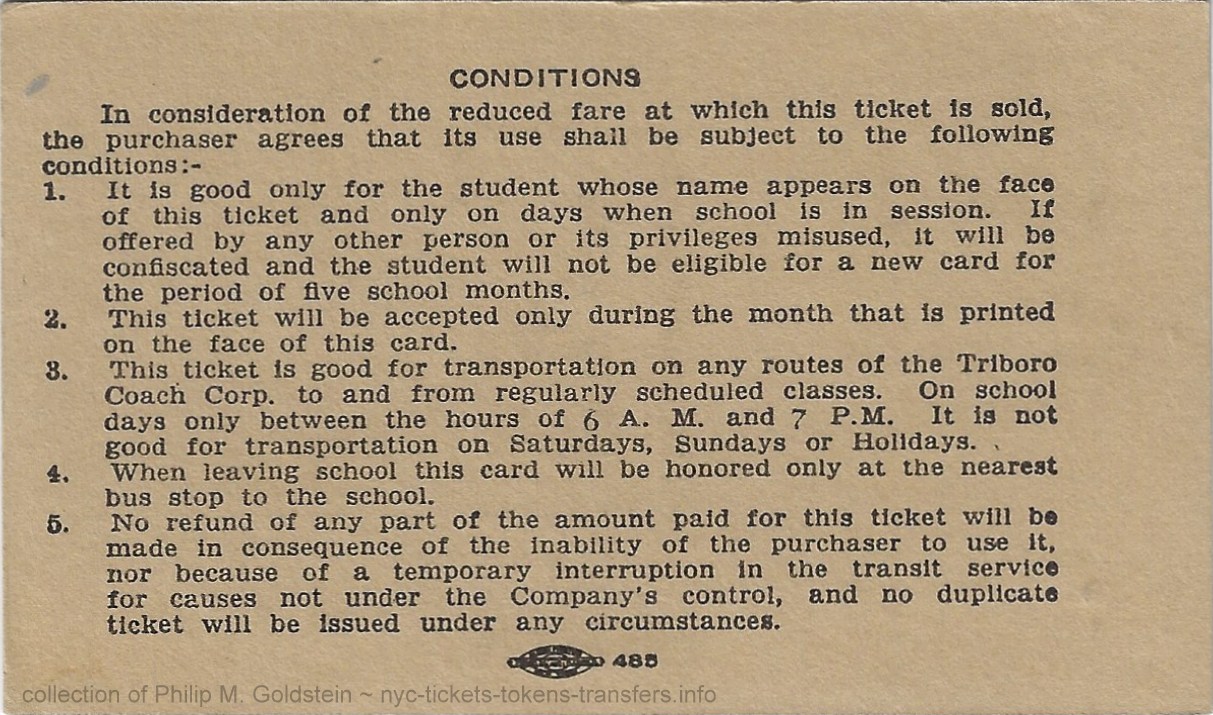 CONDITIONS
In consideration of the reduced fare at which this ticket is sold,
the purchaser agrees that its use shall be subject to the following
conditions:-
1. It is good only for the student whose name appears on the face
of this ticket and only on days when school is in session. If
offered by any other person or its privileges misused, it will be
confiscated and the student will not be eligible for a new card for
the period of five school months.
2. This ticket will be accepted only during the month that is printed
on the face of this card.
3. This ticket is good for transportation on any routes of the Triboro
Coach Corp. to and from regularly scheduled classes. On school
days only between the hours of 6 A. M. and 7 P.M. It is not
good for transportation on Saturdays, Sundays or Holidays.
4. When leaving school this card will be honored only at the nearest
bus stop to the school.
5. No refund of any part of the amount paid for this ticket will be
made in consequence of the inability of the purchaser to use it,
nor because of a temporary interruption in the transit service
for causes not under the Company's control, and no duplicate
ticket will be issued under any circumstances.
485
collection of Philip M. Goldstein ~ nyc-tickets-tokens-transfers.info